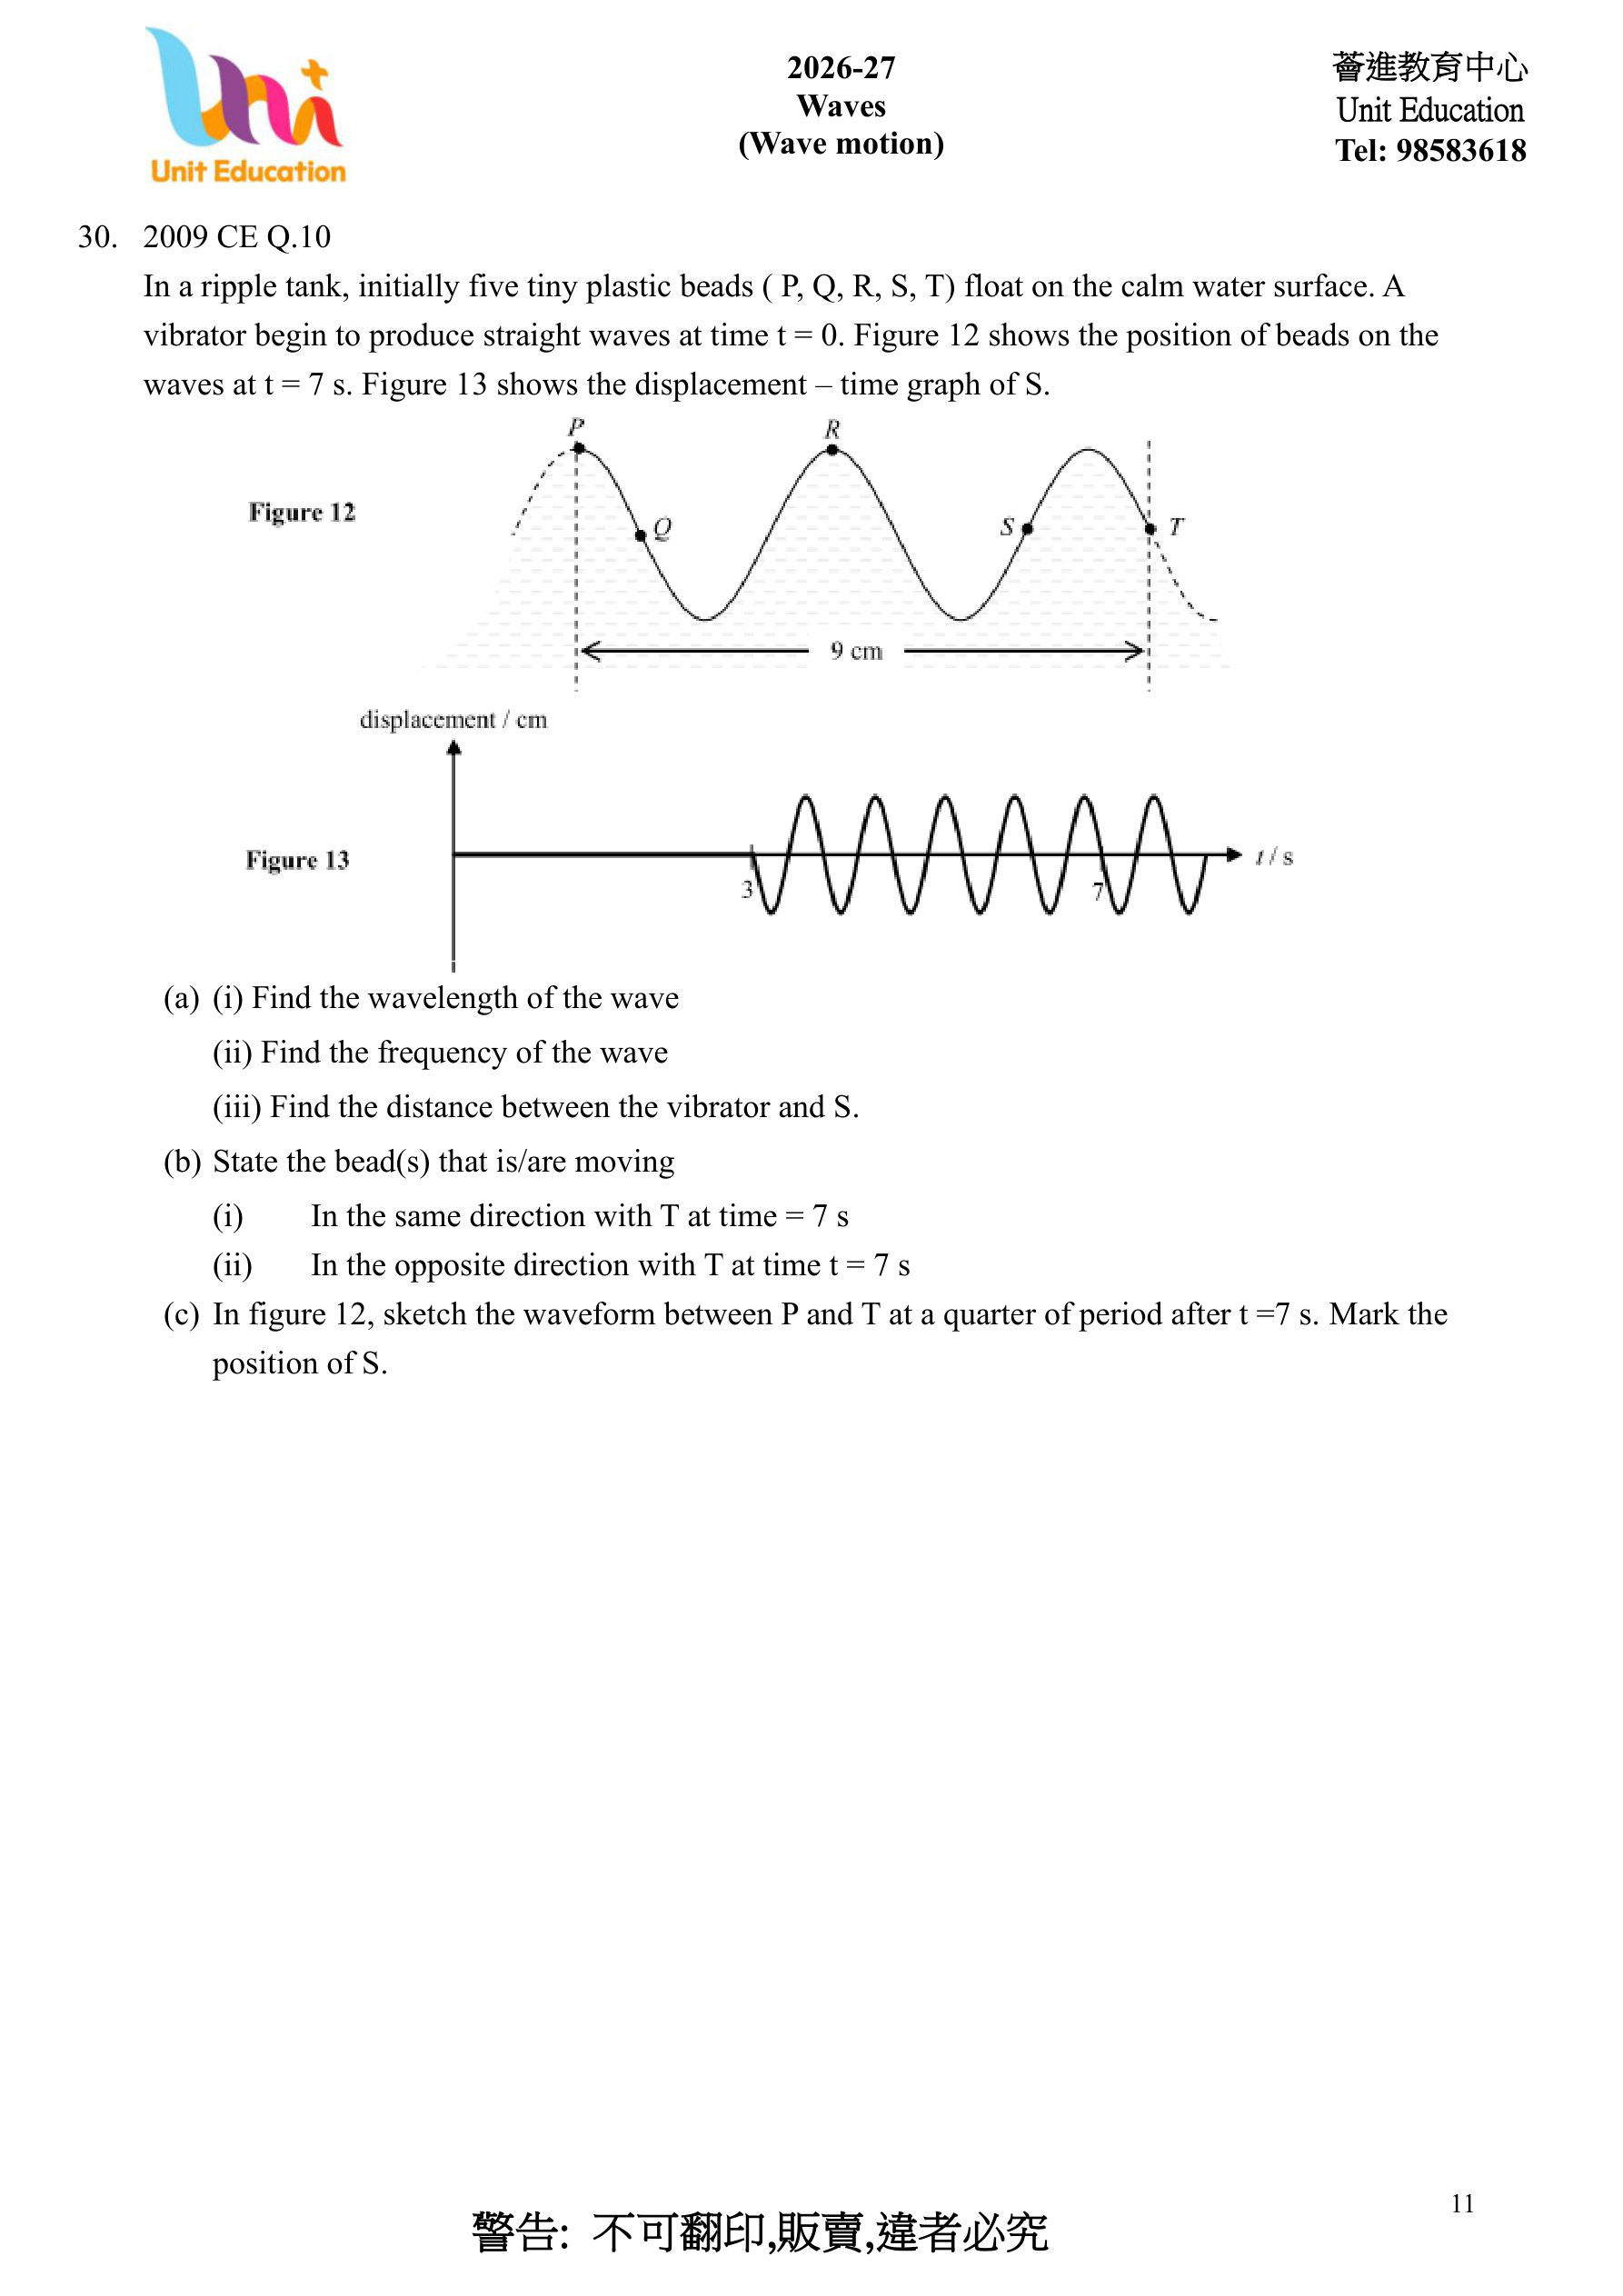 Unit Education
2026-27
Waves
(Wave motion)
薈進教育中心
Unit Education
Tel: 98583618
30. 2009 CE Q.10
In a ripple tank, initially five tiny plastic beads ( P, Q, R, S, T) float on the calm water surface. A
vibrator begin to produce straight waves at time t = 0. Figure 12 shows the position of beads on the
waves at t = 7 s. Figure 13 shows the displacement – time graph of S.
P
R
Figure 12
Q
S
T
9 cm
displacement / cm
Figure 13
3
7
t / s
(a) (i) Find the wavelength of the wave
(ii) Find the frequency of the wave
(iii) Find the distance between the vibrator and S.
(b) State the bead(s) that is/are moving
(i) In the same direction with T at time = 7 s
(ii) In the opposite direction with T at time t = 7 s
(c) In figure 12, sketch the waveform between P and T at a quarter of period after t =7 s. Mark the
position of S.
11
警告: 不可翻印,販賣,違者必究